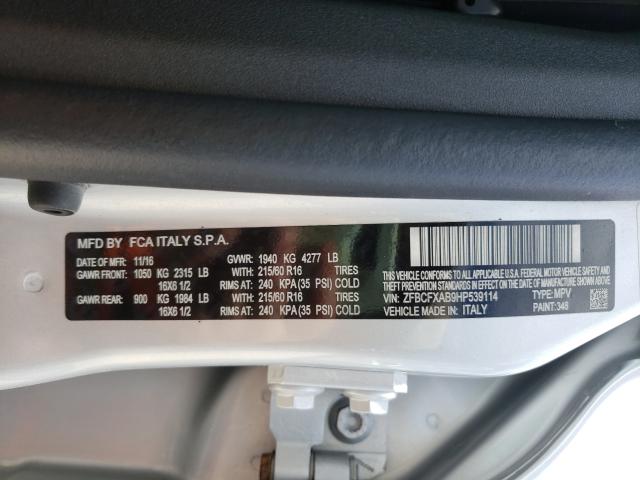 MFD BY FCA ITALY S.P.A.
DATE OF MFR: 11/16 GVWR: 1940 KG 4277 LB
GAWR FRONT: 1050 KG 2315 LB WITH: 215/60 R16 TIRES
16X6 1/2 RIMS AT: 240 KPA (35 PSI) COLD
GAWR REAR: 900 KG 1984 LB WITH: 215/60 R16 TIRES
16X6 1/2 RIMS AT: 240 KPA (35 PSI) COLD
THIS VEHICLE CONFORMS TO ALL APPLICABLE U.S.A. FEDERAL MOTOR VEHICLE
SAFETY, BUMPER AND THEFT PREVENTION STANDARDS IN EFFECT
ON THE DATE OF MANUFACTURE SHOWN ABOVE.
VIN: ZFBCFXAB9HP539114 TYPE: MPV
VEHICLE MADE IN: ITALY PAINT: 348